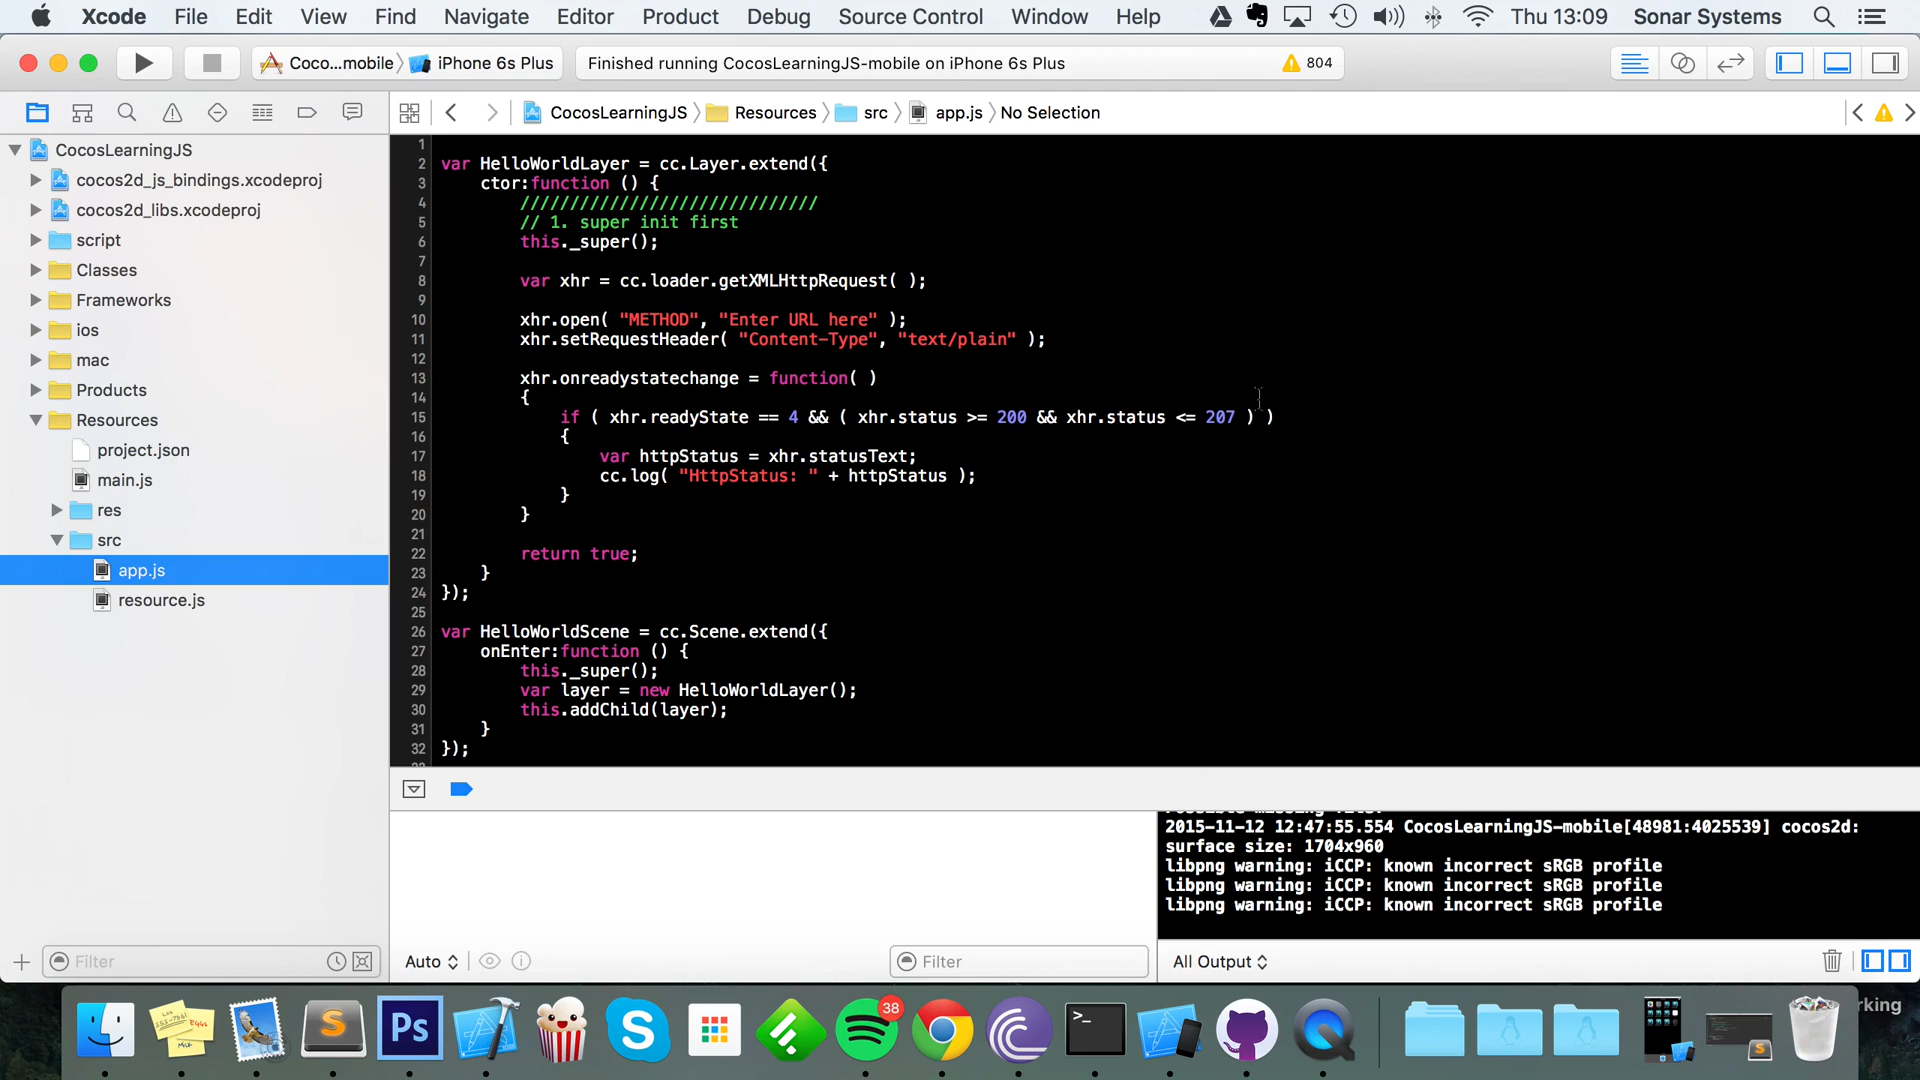 Xcode File Edit View Find Navigate Editor Product Debug Source Control Window Help Thu 13:09 Sonar Systems
Coco...mobile iPhone 6s Plus Finished running CocosLearningJS-mobile on iPhone 6s Plus 804
CocosLearningJS Resources src app.js No Selection
CocosLearningJS
cocos2d_js_bindings.xcodeproj
cocos2d_libs.xcodeproj
script
Classes
Frameworks
ios
mac
Products
Resources
project.json
main.js
res
src
app.js
resource.js
Filter
1
2 var HelloWorldLayer = cc.Layer.extend({
3 ctor:function () {
4 //////////////////////////////
5 // 1. super init first
6 this._super();
7
8 var xhr = cc.loader.getXMLHttpRequest( );
9
10 xhr.open( "METHOD", "Enter URL here" );
11 xhr.setRequestHeader( "Content-Type", "text/plain" );
12
13 xhr.onreadystatechange = function( )
14 {
15 if ( xhr.readyState == 4 && ( xhr.status >= 200 && xhr.status <= 207 ) )
16 {
17 var httpStatus = xhr.statusText;
18 cc.log( "HttpStatus: " + httpStatus );
19 }
20 }
21
22 return true;
23 }
24 });
25
26 var HelloWorldScene = cc.Scene.extend({
27 onEnter:function () {
28 this._super();
29 var layer = new HelloWorldLayer();
30 this.addChild(layer);
31 }
32 });
2015-11-12 12:47:55.554 CocosLearningJS-mobile[48981:4025539] cocos2d:
surface size: 1704x960
libpng warning: iCCP: known incorrect sRGB profile
libpng warning: iCCP: known incorrect sRGB profile
libpng warning: iCCP: known incorrect sRGB profile
Auto Filter All Output
S Ps S 38 >_ rking